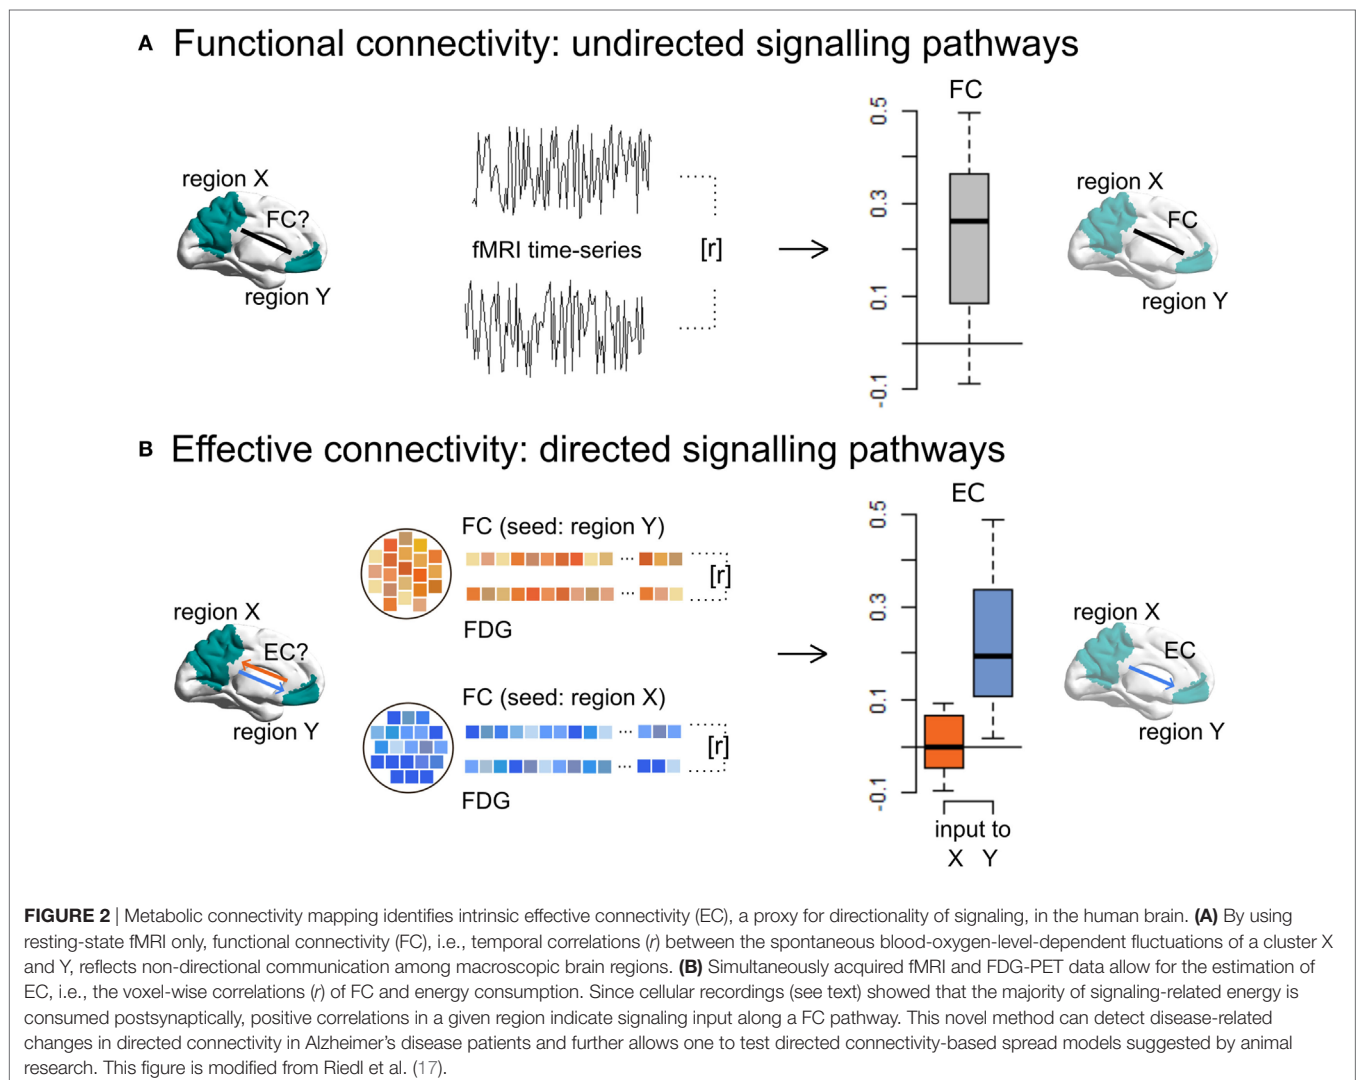 A Functional connectivity: undirected signalling pathways
FC
0.5
0.3
0.1
-0.1
region X
FC?
region Y
fMRI time-series
[r]
region X
FC
region Y
B Effective connectivity: directed signalling pathways
EC
0.5
0.3
0.1
-0.1
FC (seed: region Y)
...
[r]
...
FDG
region X
EC?
region Y
FC (seed: region X)
...
[r]
...
FDG
region X
EC
region Y
input to
X Y
FIGURE 2 | Metabolic connectivity mapping identifies intrinsic effective connectivity (EC), a proxy for directionality of signaling, in the human brain. (A) By using
resting-state fMRI only, functional connectivity (FC), i.e., temporal correlations (r) between the spontaneous blood-oxygen-level-dependent fluctuations of a cluster X
and Y, reflects non-directional communication among macroscopic brain regions. (B) Simultaneously acquired fMRI and FDG-PET data allow for the estimation of
EC, i.e., the voxel-wise correlations (r) of FC and energy consumption. Since cellular recordings (see text) showed that the majority of signaling-related energy is
consumed postsynaptically, positive correlations in a given region indicate signaling input along a FC pathway. This novel method can detect disease-related
changes in directed connectivity in Alzheimer's disease patients and further allows one to test directed connectivity-based spread models suggested by animal
research. This figure is modified from Riedl et al. (17).